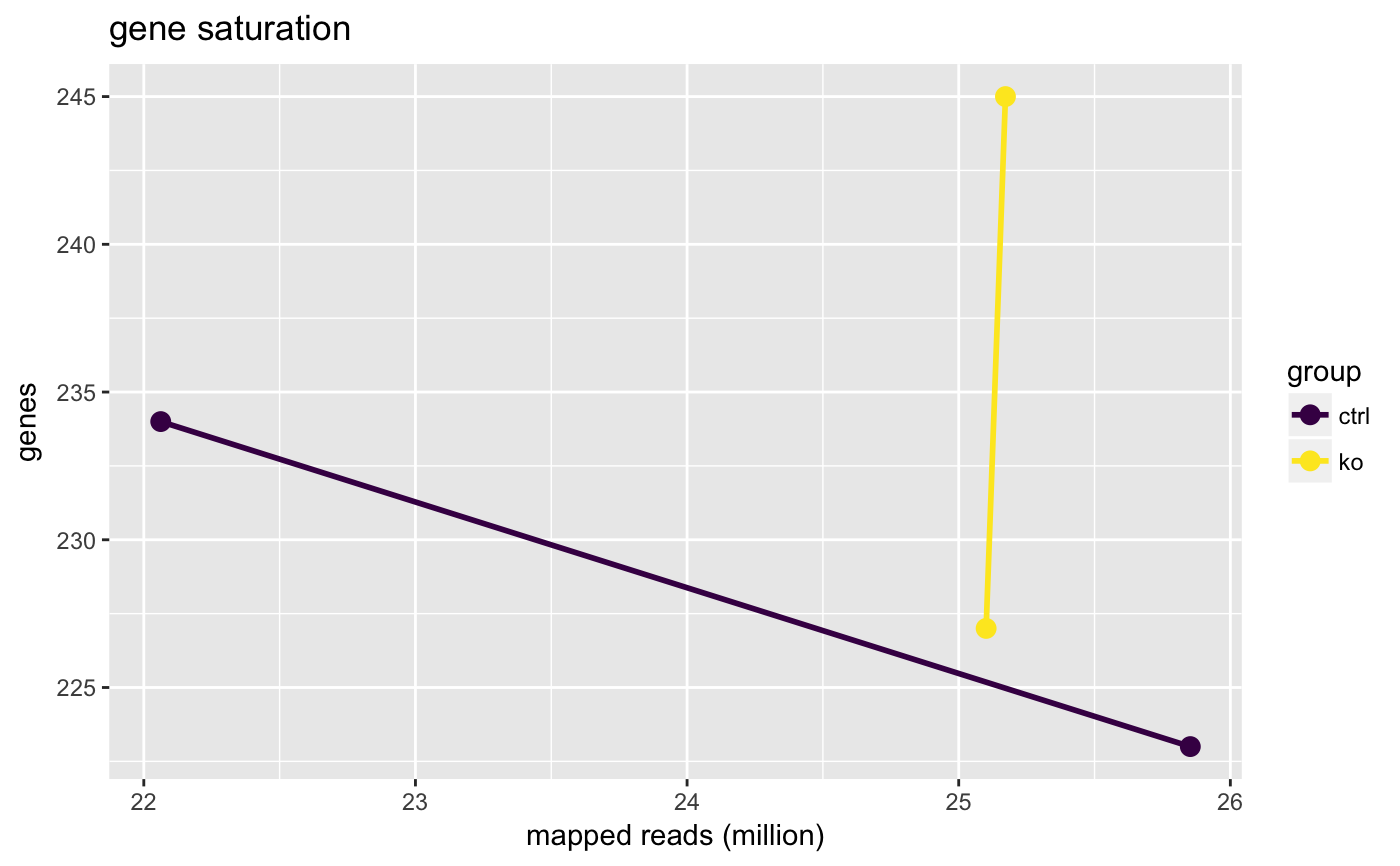 gene saturation
245
240
235
230
225
genes
22 23 24 25 26
mapped reads (million)
group
ctrl
ko